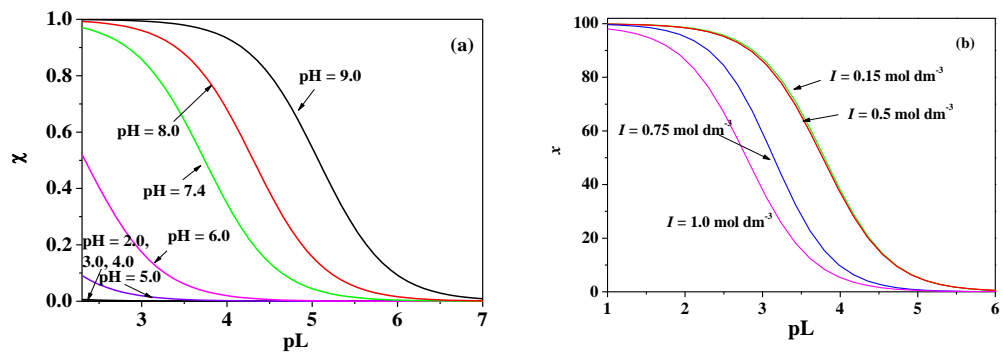 (a)
1.0
0.8
0.6
0.4
0.2
0.0
χ
pH = 9.0
pH = 8.0
pH = 7.4
pH = 6.0
pH = 2.0,
3.0, 4.0
pH = 5.0
3 4 5 6 7
pL
(b)
100
80
60
40
20
0
x
I = 0.15 mol dm⁻³
I = 0.5 mol dm⁻³
I = 0.75 mol dm⁻³
I = 1.0 mol dm⁻³
1 2 3 4 5 6
pL